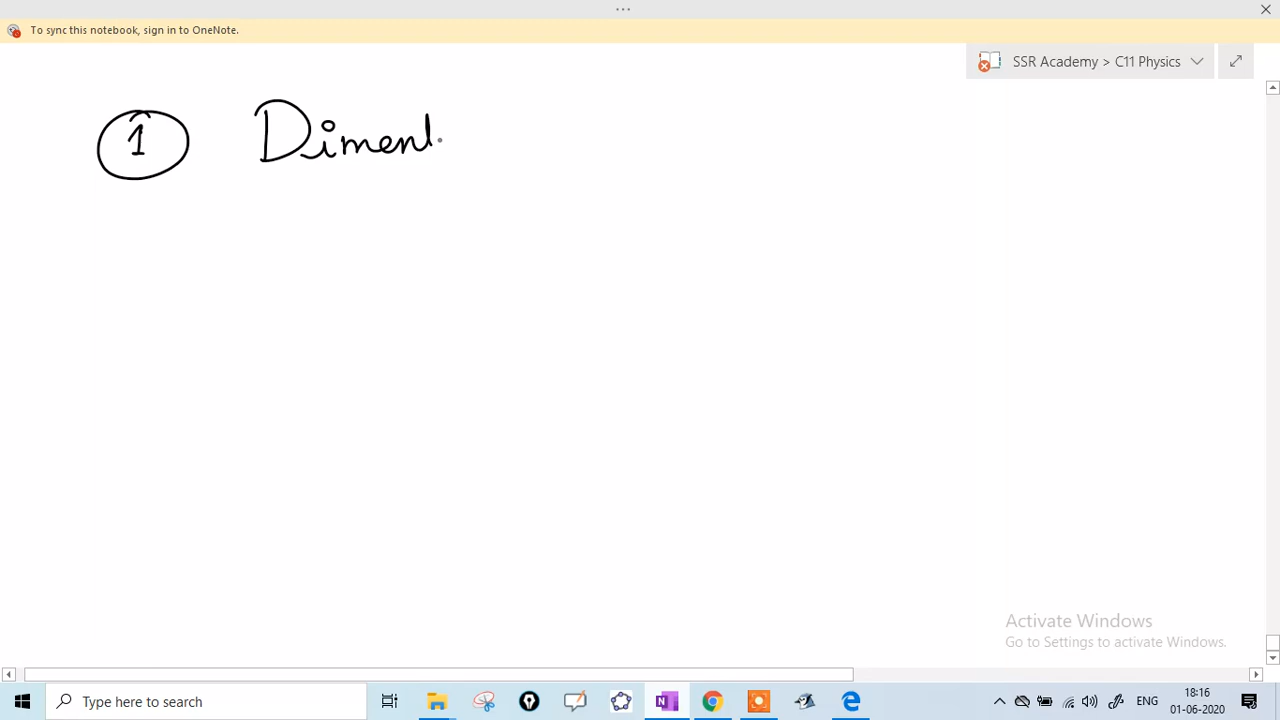 ...
To sync this notebook, sign in to OneNote.
SSR Academy > C11 Physics
1 Diment
Activate Windows
Go to Settings to activate Windows.
Type here to search
ENG
18:16
01-06-2020